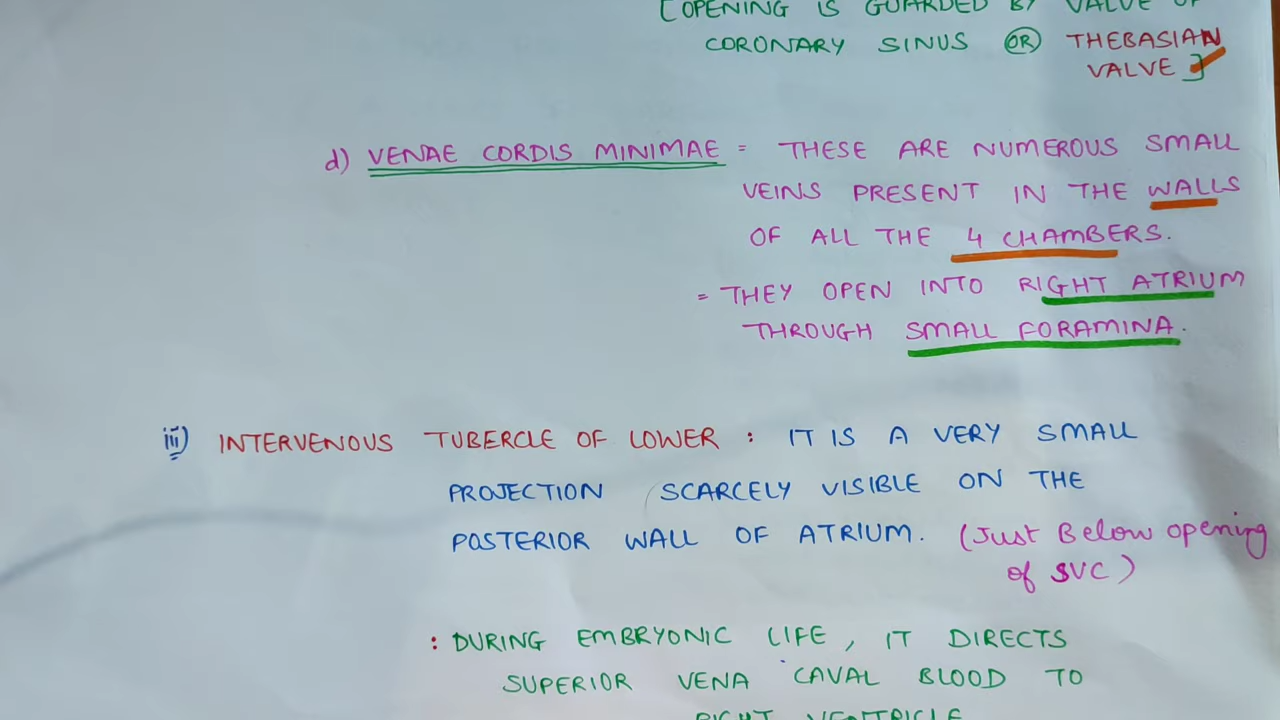 [OPENING IS GUARDED BY VALVE OF
CORONARY SINUS OR THEBASIAN
VALVE]
d) VENAE CORDIS MINIMAE = THESE ARE NUMEROUS SMALL
VEINS PRESENT IN THE WALLS
OF ALL THE 4 CHAMBERS.
= THEY OPEN INTO RIGHT ATRIUM
THROUGH SMALL FORAMINA.
iii) INTERVENOUS TUBERCLE OF LOWER : IT IS A VERY SMALL
PROJECTION SCARCELY VISIBLE ON THE
POSTERIOR WALL OF ATRIUM. (Just Below opening
of SVC)
: DURING EMBRYONIC LIFE, IT DIRECTS
SUPERIOR VENA CAVAL BLOOD TO
RIGHT VENTRICLE